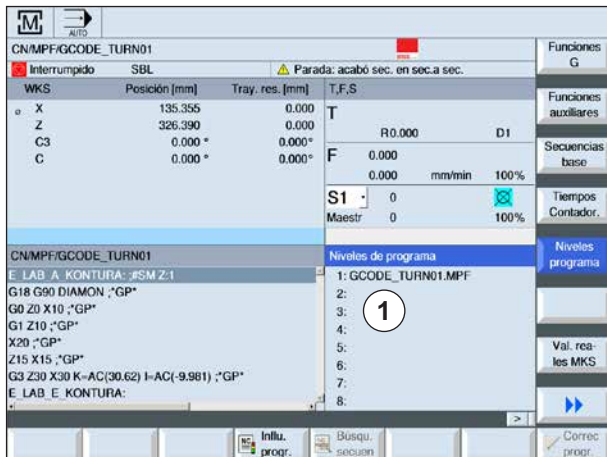 M
AUTO
CN/MPF/GCODE_TURN01
Interrumpido SBL Parada: acabó sec. en sec.a sec.
WKS Posición [mm] Tray. res. [mm] T,F,S
X 135.355 0.000
Z 326.390 0.000
C3 0.000 ° 0.000°
C 0.000 ° 0.000°
T
R0.000 D1
F 0.000
0.000 mm/min 100%
S1 0
Maestr 0 100%
CN/MPF/GCODE_TURN01
E_LAB_A_KONTURA: ;#SM Z:1
G18 G90 DIAMON ;*GP*
G0 Z0 X10 ;*GP*
G1 Z10 ;*GP*
X20 ;*GP*
Z15 X15 ;*GP*
G3 Z30 X30 K=AC(30.62) I=AC(-9.981) ;*GP*
E_LAB_E_KONTURA:
Niveles de programa
1: GCODE_TURN01.MPF
2:
3:
4:
5:
6:
7:
8:
1
Funciones
G
Funciones
auxiliares
Secuencias
base
Tiempos
Contador.
Niveles
programa
Val. rea-
les MKS
>
NC Influ.
progr.
NC Búsqu.
secuen
Correc
progr.